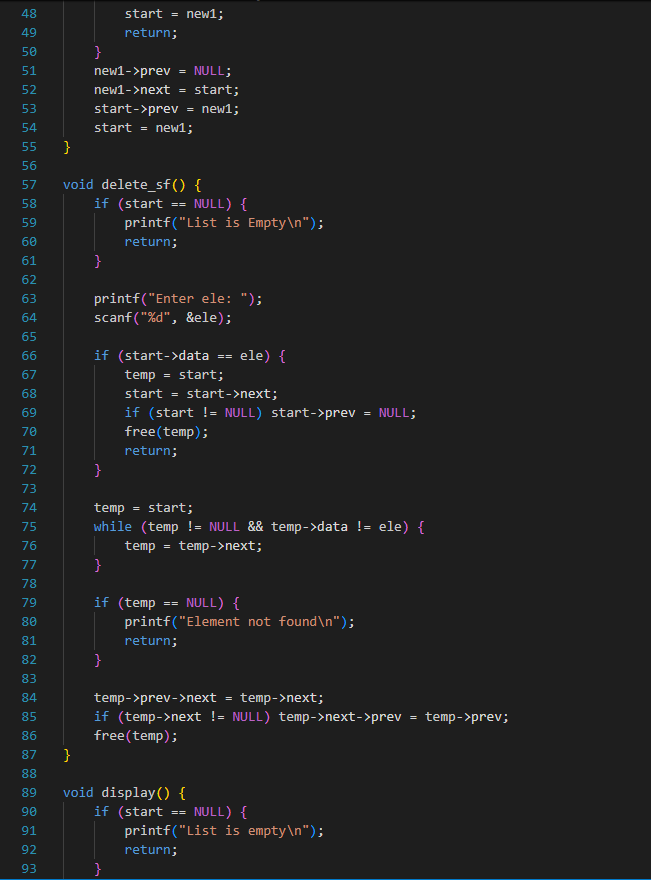 48 start = new1;
49 return;
50 }
51 new1->prev = NULL;
52 new1->next = start;
53 start->prev = new1;
54 start = new1;
55 }
56
57 void delete_sf() {
58 if (start == NULL) {
59 printf("List is Empty\n");
60 return;
61 }
62
63 printf("Enter ele: ");
64 scanf("%d", &ele);
65
66 if (start->data == ele) {
67 temp = start;
68 start = start->next;
69 if (start != NULL) start->prev = NULL;
70 free(temp);
71 return;
72 }
73
74 temp = start;
75 while (temp != NULL && temp->data != ele) {
76 temp = temp->next;
77 }
78
79 if (temp == NULL) {
80 printf("Element not found\n");
81 return;
82 }
83
84 temp->prev->next = temp->next;
85 if (temp->next != NULL) temp->next->prev = temp->prev;
86 free(temp);
87 }
88
89 void display() {
90 if (start == NULL) {
91 printf("List is empty\n");
92 return;
93 }